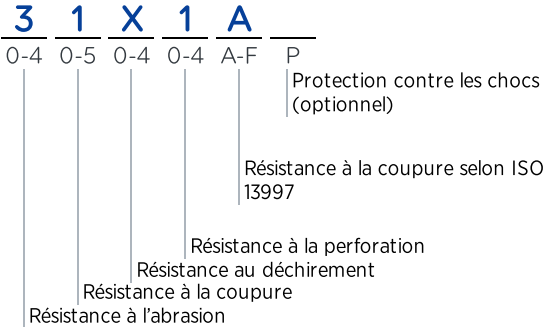 3 1 X 1 A
0-4 0-5 0-4 0-4 A-F P
Protection contre les chocs
(optionnel)
Résistance à la coupure selon ISO
13997
Résistance à la perforation
Résistance au déchirement
Résistance à la coupure
Résistance à l'abrasion